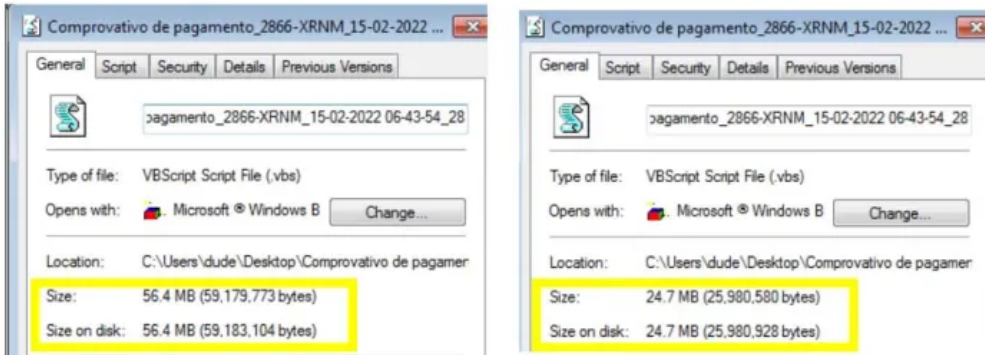 Comprovativo de pagamento_2866-XRNM_15-02-2022 ...
General Script Security Details Previous Versions
pagamento_2866-XRNM_15-02-2022 06-43-54_28
Type of file: VBScript Script File (.vbs)
Opens with: Microsoft ® Windows B Change...
Location: C:\Users\dude\Desktop\Comprovativo de pagamer
Size: 56.4 MB (59,179,773 bytes)
Size on disk: 56.4 MB (59,183,104 bytes)
Comprovativo de pagamento_2866-XRNM_15-02-2022 ...
General Script Security Details Previous Versions
pagamento_2866-XRNM_15-02-2022 06-43-54_28
Type of file: VBScript Script File (.vbs)
Opens with: Microsoft ® Windows B Change...
Location: C:\Users\dude\Desktop\Comprovativo de pagamer
Size: 24.7 MB (25,980,580 bytes)
Size on disk: 24.7 MB (25,980,928 bytes)